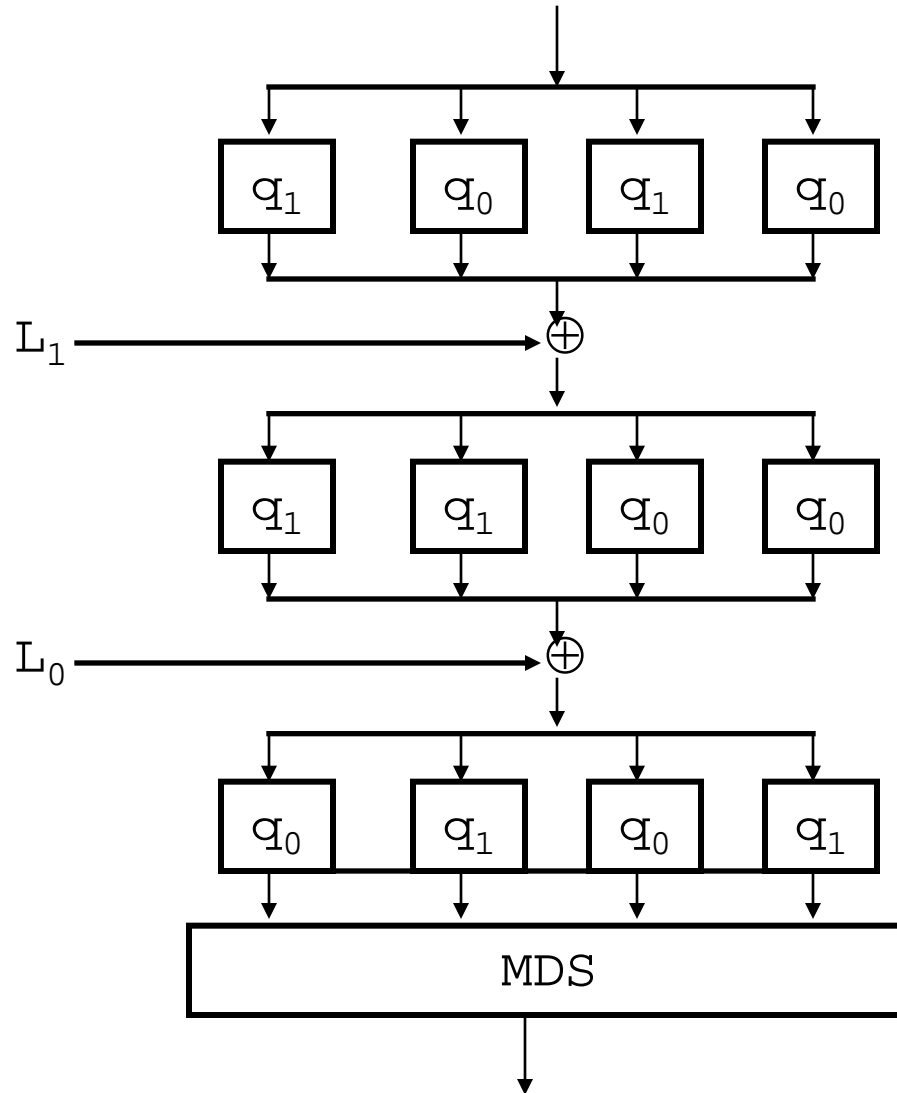 q₁ q₀ q₁ q₀
L₁
q₁ q₁ q₀ q₀
L₀
q₀ q₁ q₀ q₁
MDS